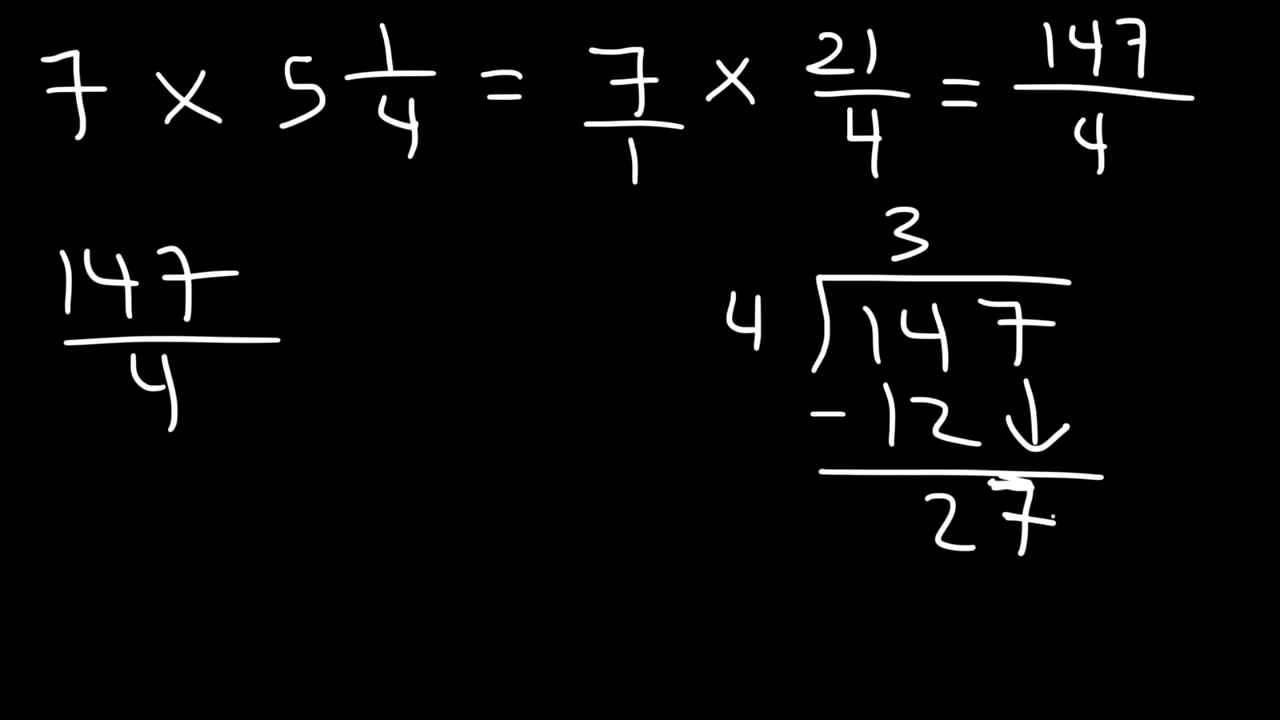 7 × 5 1/4 = 7/1 × 21/4 = 147/4
147/4
3
4 ) 147
- 12 ↓
27